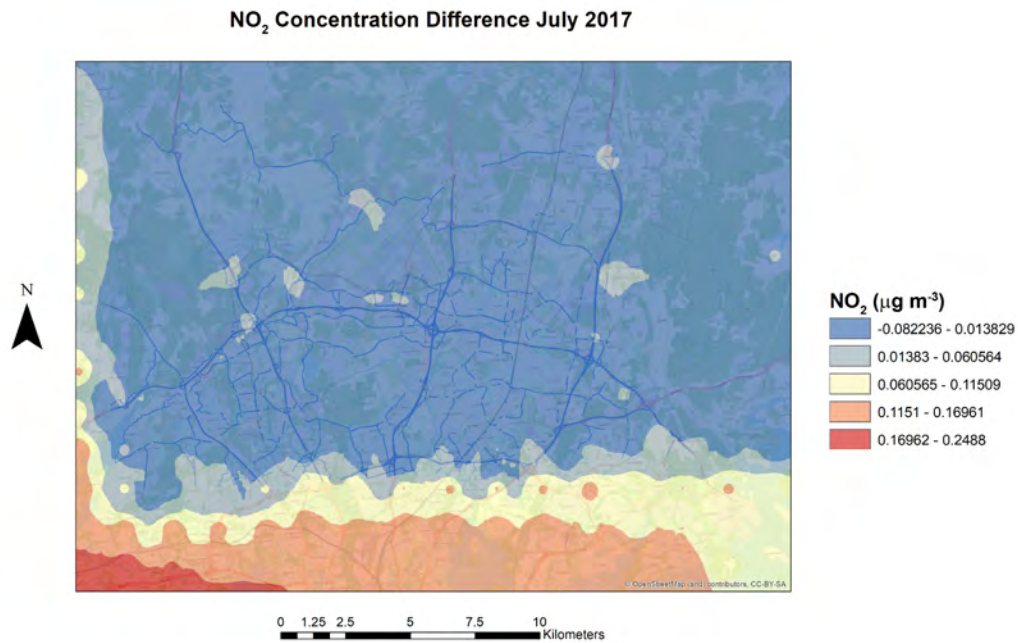 NO₂ Concentration Difference July 2017
N
NO₂ (µg m⁻³)
-0.082236 - 0.013829
0.01383 - 0.060564
0.060565 - 0.11509
0.1151 - 0.16961
0.16962 - 0.2488
© OpenStreetMap (and) contributors, CC-BY-SA
0 1.25 2.5 5 7.5 10
Kilometers